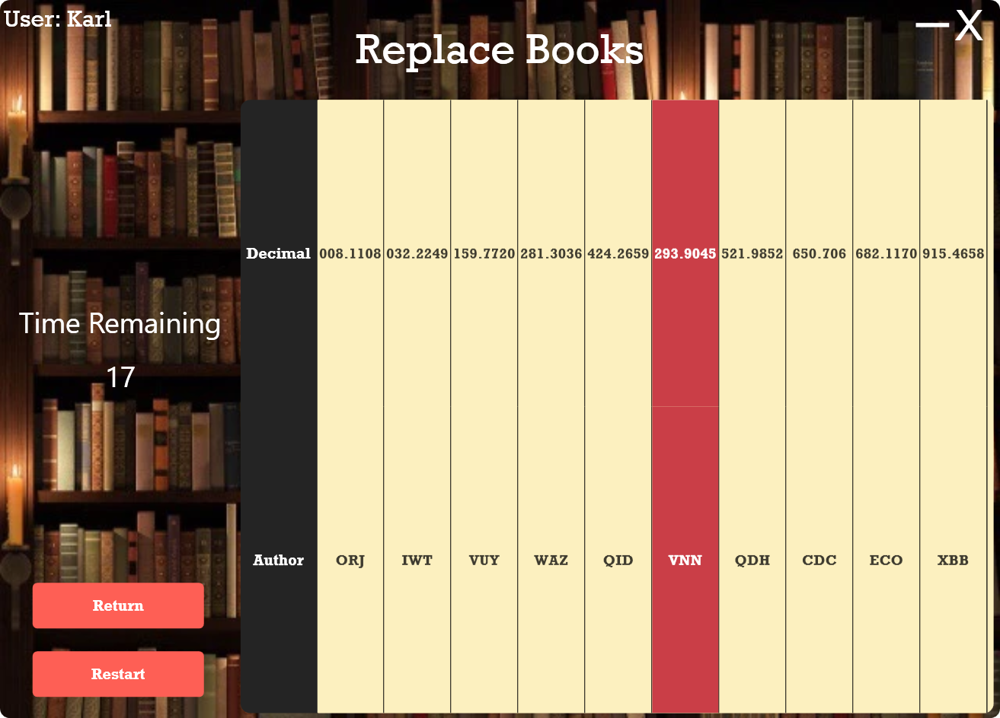 User: Karl
— X
Replace Books
Decimal 008.1108 032.2249 159.7720 281.3036 424.2659 293.9045 521.9852 650.706 682.1170 915.4658
Time Remaining
17
Author ORJ IWT VUY WAZ QID VNN QDH CDC ECO XBB
Return
Restart